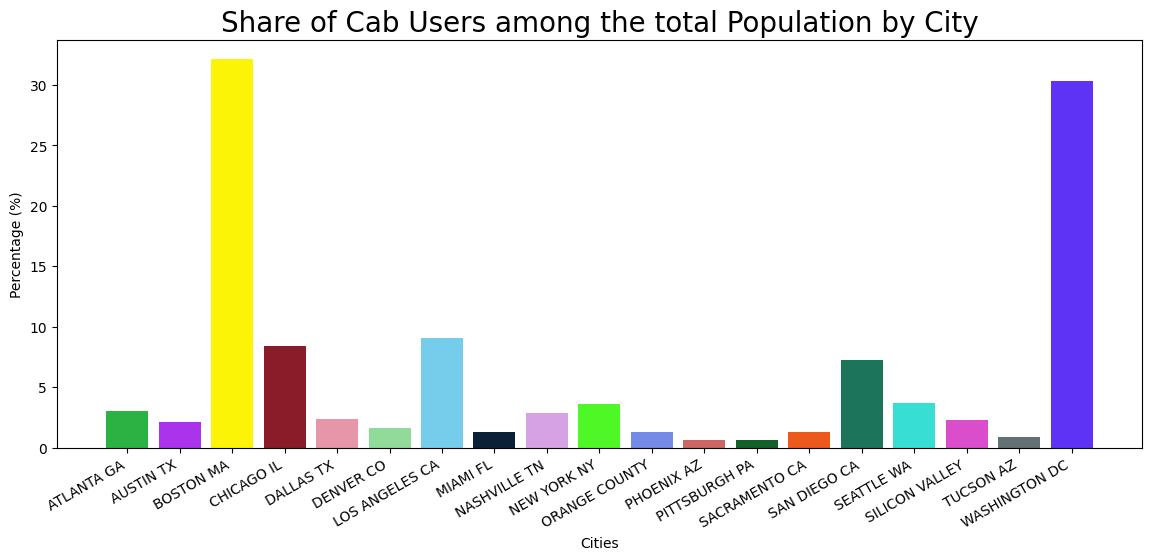 Share of Cab Users among the total Population by City
Percentage (%)
30
25
20
15
10
5
0
ATLANTA GA
AUSTIN TX
BOSTON MA
CHICAGO IL
DALLAS TX
DENVER CO
LOS ANGELES CA
MIAMI FL
NASHVILLE TN
NEW YORK NY
ORANGE COUNTY
PHOENIX AZ
PITTSBURGH PA
SACRAMENTO CA
SAN DIEGO CA
SEATTLE WA
SILICON VALLEY
TUCSON AZ
WASHINGTON DC
Cities